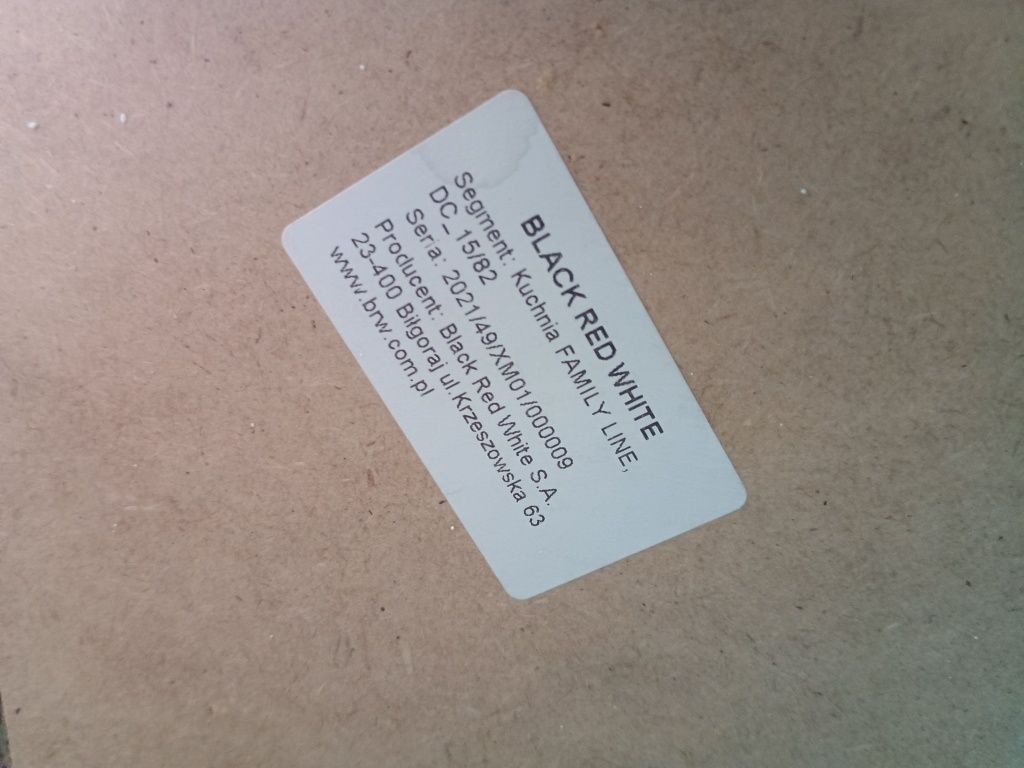 BLACK RED WHITE
Segment: Kuchnia FAMILY LINE,
DC_ 15/82
Seria: 2021/49/XM01/000009
Producent: Black Red White S.A.
23-400 Biłgoraj ul Krzeszowska 63
www.brw.com.pl